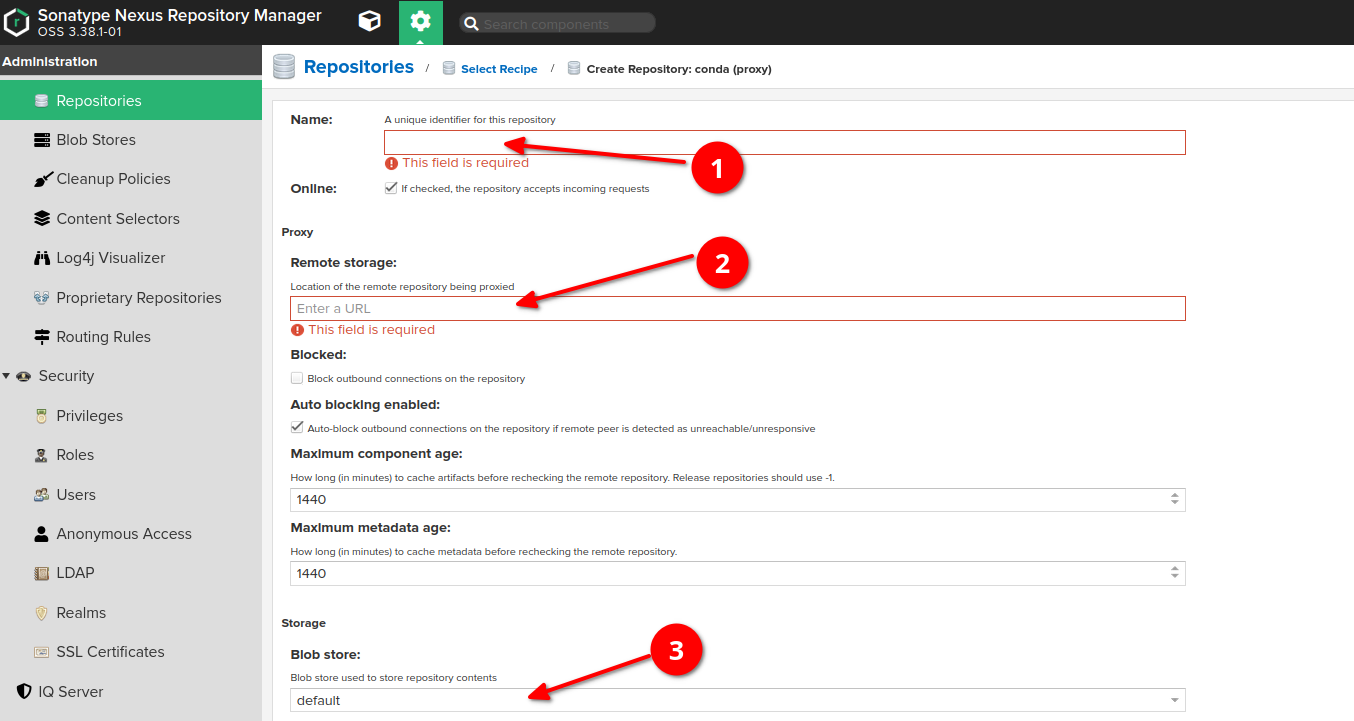 Sonatype Nexus Repository Manager
OSS 3.38.1-01
Search components
Administration
Repositories
Blob Stores
Cleanup Policies
Content Selectors
Log4j Visualizer
Proprietary Repositories
Routing Rules
Security
Privileges
Roles
Users
Anonymous Access
LDAP
Realms
SSL Certificates
IQ Server
Repositories / Select Recipe / Create Repository: conda (proxy)
Name: A unique identifier for this repository
This field is required
1
Online: If checked, the repository accepts incoming requests
Proxy
Remote storage:
2
Location of the remote repository being proxied
Enter a URL
This field is required
Blocked:
Block outbound connections on the repository
Auto blocking enabled:
Auto-block outbound connections on the repository if remote peer is detected as unreachable/unresponsive
Maximum component age:
How long (in minutes) to cache artifacts before rechecking the remote repository. Release repositories should use -1.
1440
Maximum metadata age:
How long (in minutes) to cache metadata before rechecking the remote repository.
1440
Storage
Blob store:
3
Blob store used to store repository contents
default